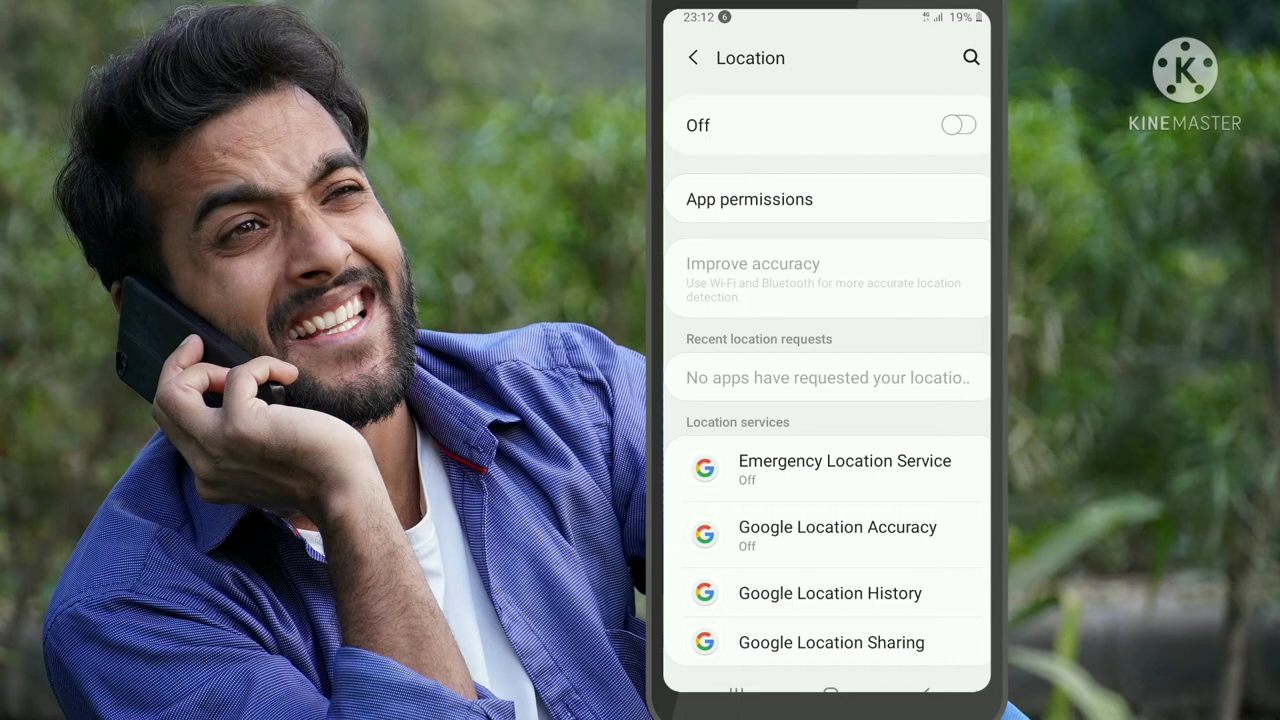 23:12 6 4G 19%
Location
Off
App permissions
Improve accuracy
Use Wi-Fi and Bluetooth for more accurate location
detection.
Recent location requests
No apps have requested your locatio..
Location services
Emergency Location Service
Off
Google Location Accuracy
Off
Google Location History
Google Location Sharing
K
KINEMASTER